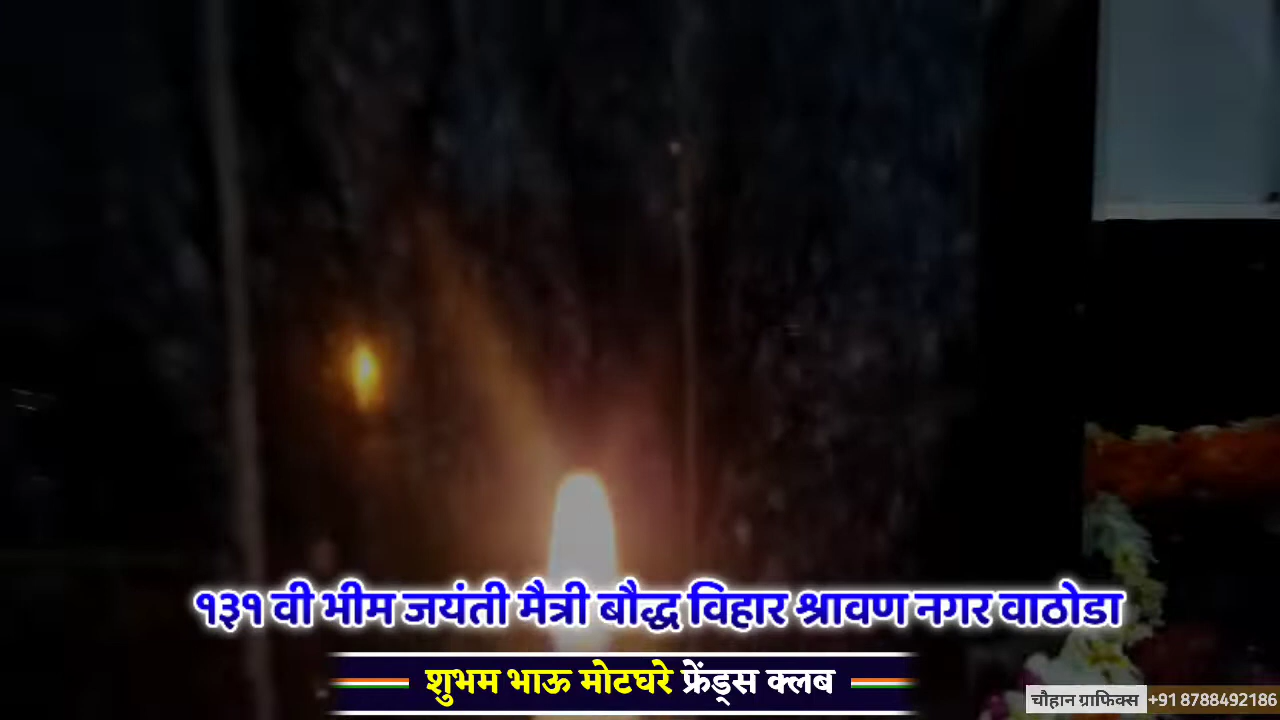 १३१ वी भीम जयंती मैत्री बौद्ध विहार श्रावण नगर वाठोडा
शुभम भाऊ मोटघरे फ्रेंड्स क्लब
चौहान ग्राफिक्स +91 8788492186